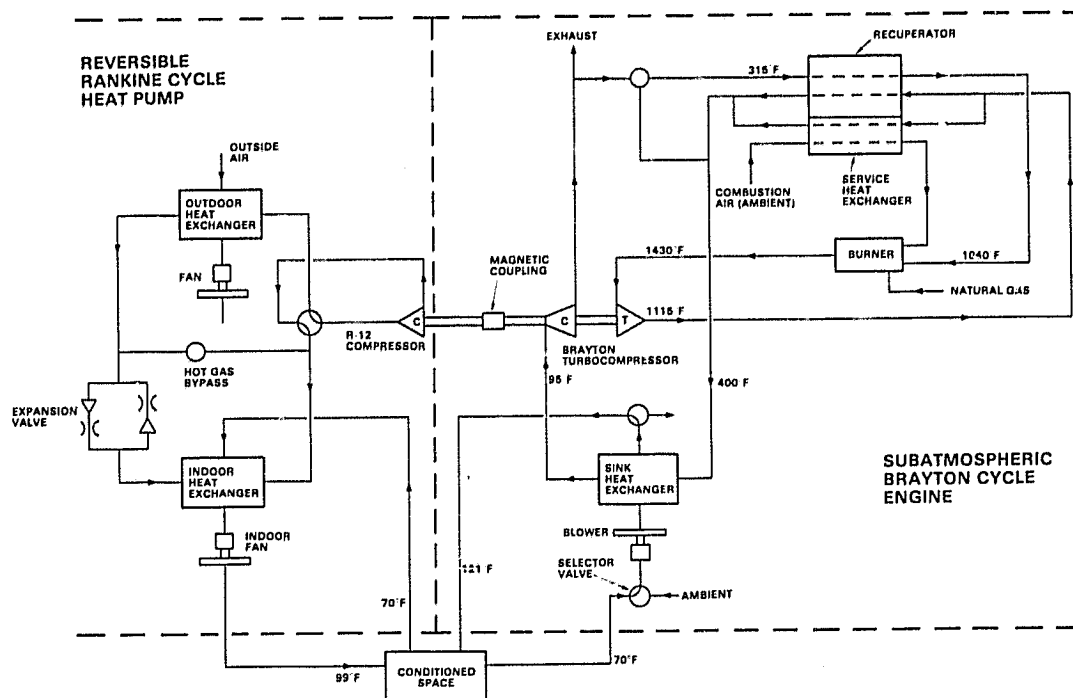 REVERSIBLE
RANKINE CYCLE
HEAT PUMP
OUTSIDE
AIR
OUTDOOR
HEAT
EXCHANGER
FAN
HOT GAS
BYPASS
EXPANSION
VALVE
INDOOR
HEAT
EXCHANGER
INDOOR
FAN
99°F
70°F
CONDITIONED
SPACE
R-12
COMPRESSOR
C
MAGNETIC
COUPLING
EXHAUST
316°F
RECUPERATOR
COMBUSTION
AIR (AMBIENT)
SERVICE
HEAT
EXCHANGER
1430°F
BURNER
1040°F
NATURAL GAS
C
T
1115°F
BRAYTON
TURBOCOMPRESSOR
95 F
400 F
SINK
HEAT
EXCHANGER
BLOWER
SELECTOR
VALVE
AMBIENT
70°F
SUBATMOSPHERIC
BRAYTON CYCLE
ENGINE